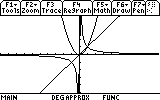 F1 F2 F3 F4 F5 F6 F7
Tools Zoom Trace ReGraph Math Draw Pen
MAIN DEGAPPROX FUNC